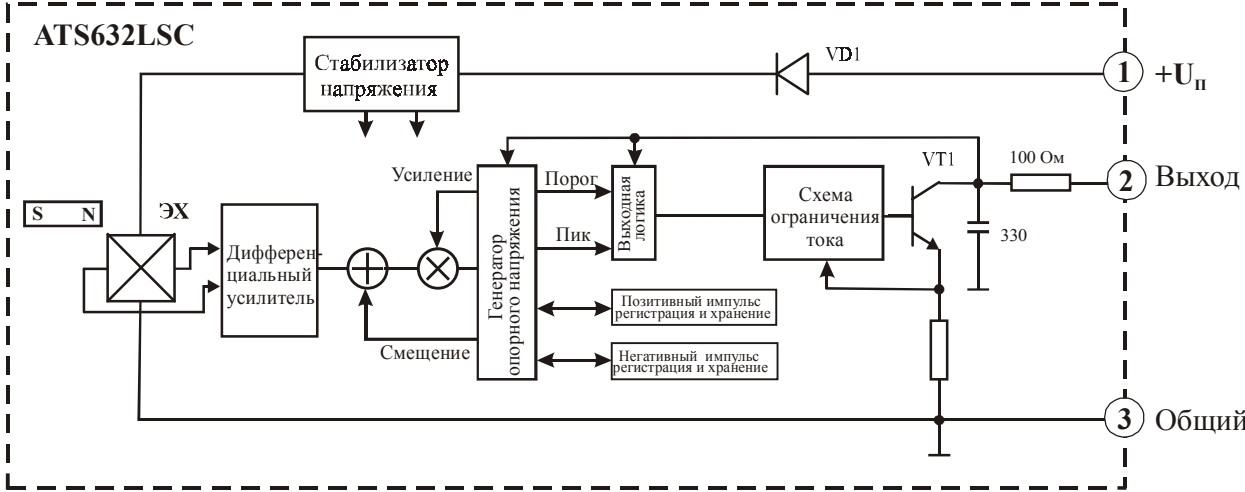 ATS632LSC
Стабилизатор
напряжения
VD1
1
+Uп
Усиление
Порог
VT1
100 Ом
2
Выход
S N
ЭХ
Дифферен-
циальный
усилитель
Генератор
опорного напряжения
Выходная
логика
Схема
ограничения
тока
330
Пик
Смещение
Позитивный импульс
регистрация и хранение
Негативный импульс
регистрация и хранение
3
Общий